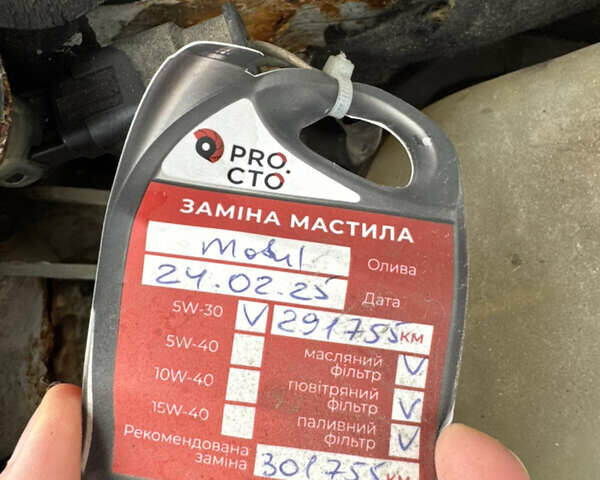 PRO.
СТО
ЗАМІНА МАСТИЛА
Mobil Олива
24.02.25 Дата
5W-30 V 291755 км
5W-40 масляний фільтр V
10W-40 повітряний фільтр V
15W-40 паливний фільтр V
Рекомендована заміна 301755 км